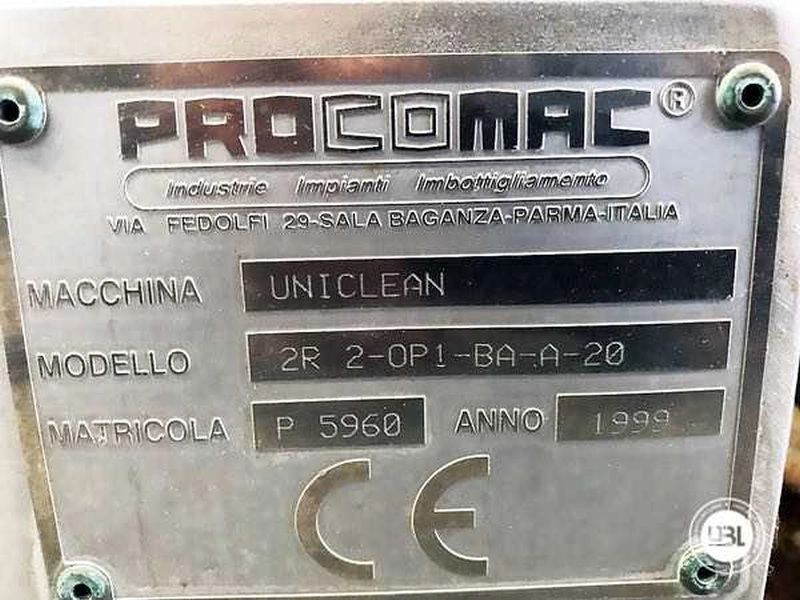 PROCOMAC ®
Industrie Impianti Imbottigliamento
VIA FEDOLFI 29-SALA BAGANZA-PARMA-ITALIA
MACCHINA UNICLEAN
MODELLO 2R 2-OP1-BA-A-20
MATRICOLA P 5960 ANNO 1999
CE